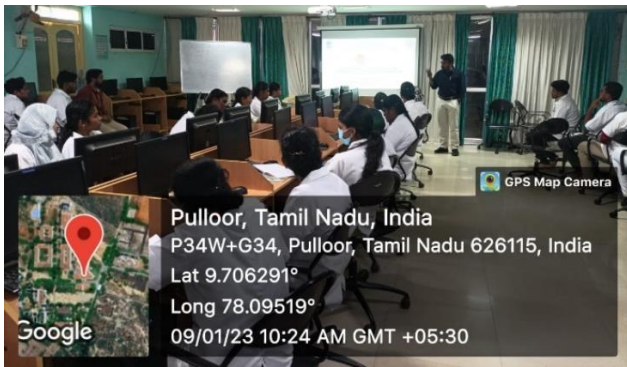 GPS Map Camera
Pulloor, Tamil Nadu, India
P34W+G34, Pulloor, Tamil Nadu 626115, India
Lat 9.706291°
Long 78.09519°
09/01/23 10:24 AM GMT +05:30
Google